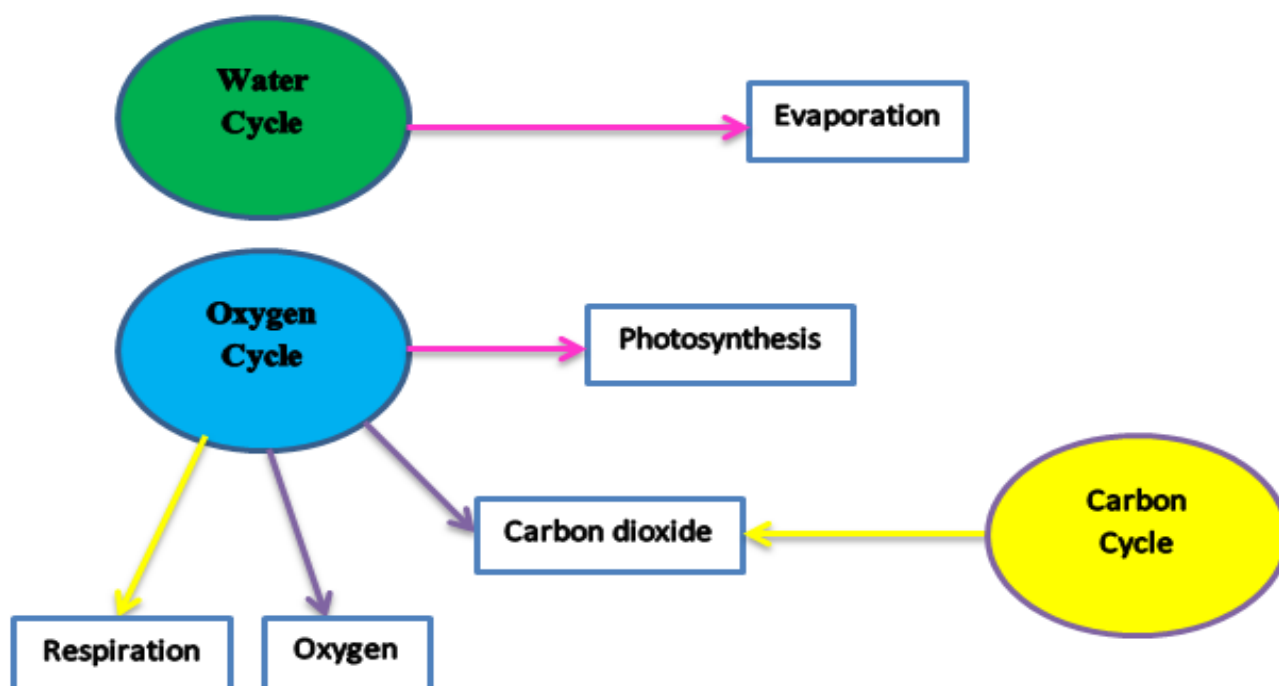 Water
Cycle
Evaporation
Oxygen
Cycle
Photosynthesis
Carbon dioxide
Carbon
Cycle
Respiration
Oxygen